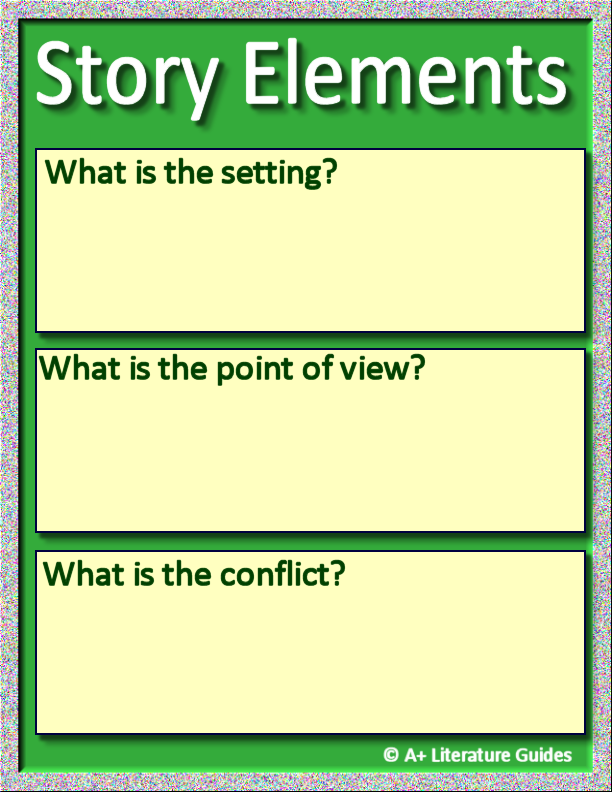 Story Elements
What is the setting?
What is the point of view?
What is the conflict?
© A+ Literature Guides